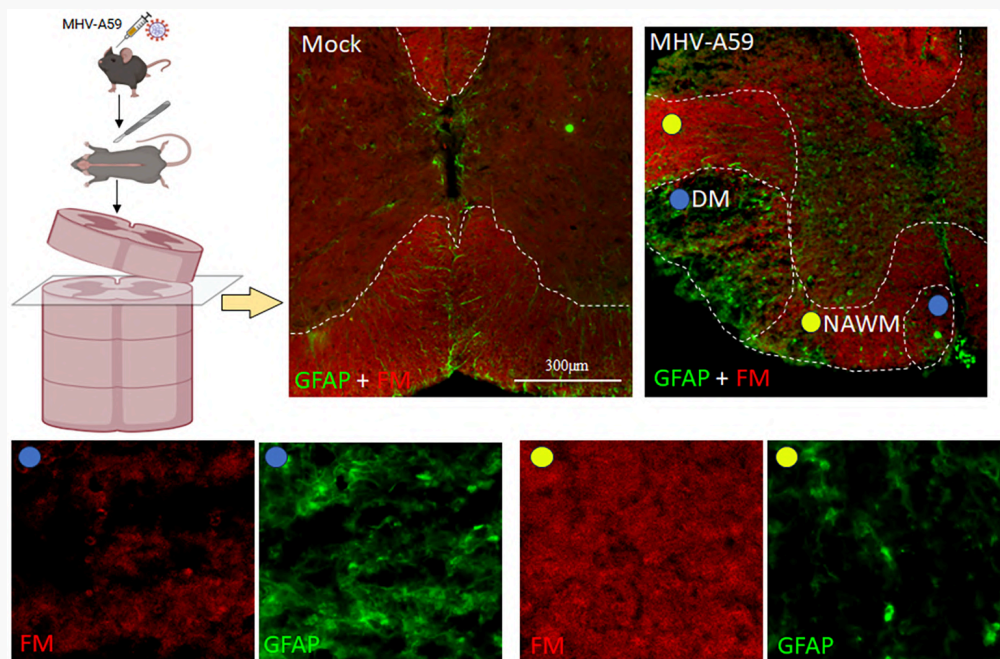 MHV-A59
Mock
GFAP + FM
300μm
MHV-A59
DM
NAWM
GFAP + FM
FM
GFAP
FM
GFAP